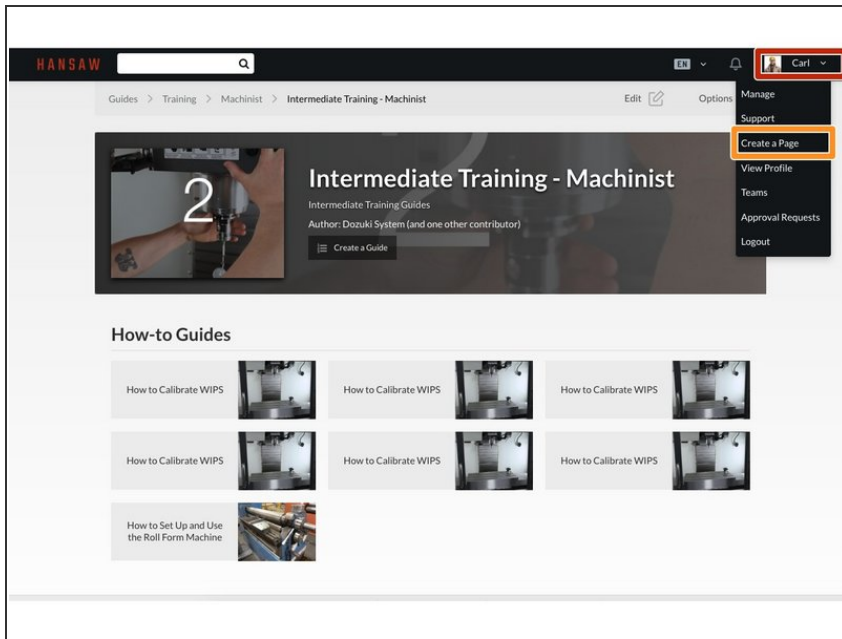 HANSAW
EN
Carl
Guides > Training > Machinist > Intermediate Training - Machinist
Edit
Options
Manage
Support
Create a Page
View Profile
Teams
Approval Requests
Logout
2
Intermediate Training - Machinist
Intermediate Training Guides
Author: Dozuki System (and one other contributor)
Create a Guide
How-to Guides
How to Calibrate WIPS
How to Calibrate WIPS
How to Calibrate WIPS
How to Calibrate WIPS
How to Calibrate WIPS
How to Calibrate WIPS
How to Set Up and Use
the Roll Form Machine